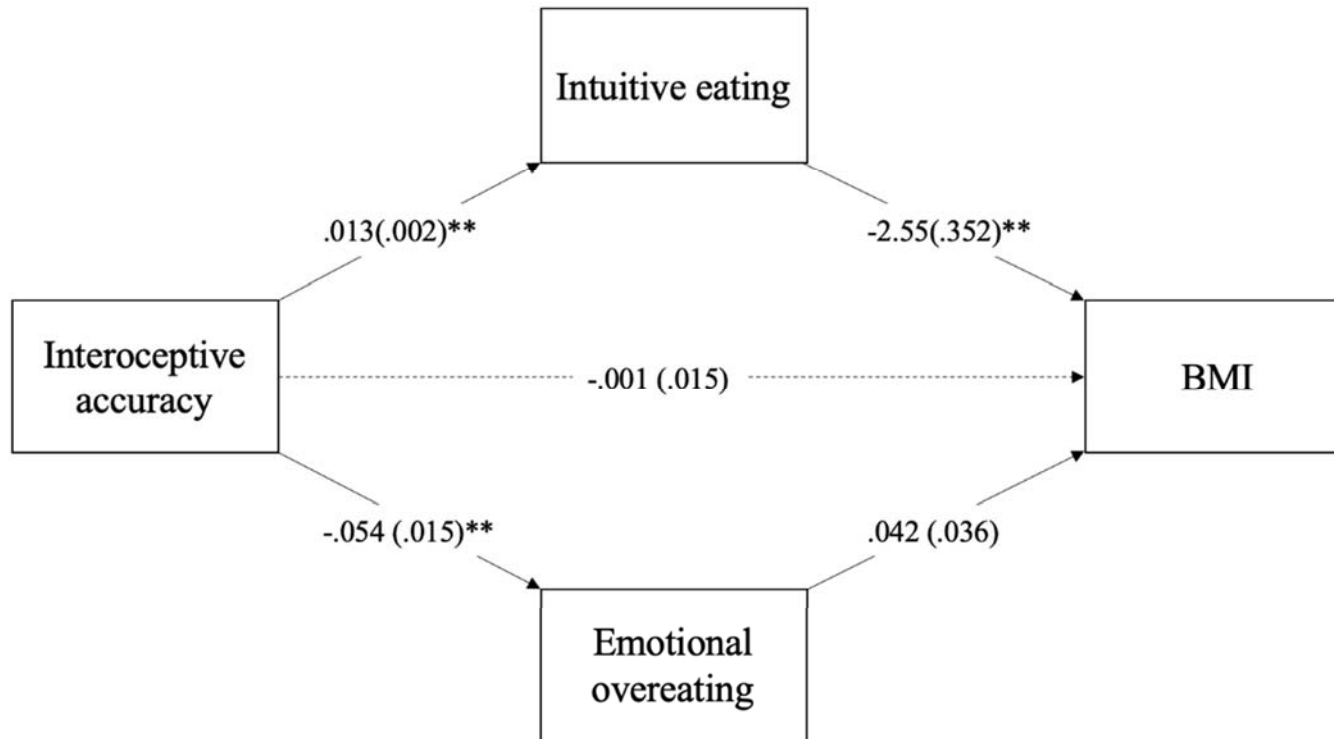 Intuitive eating
.013(.002)**
-2.55(.352)**
Interoceptive
accuracy
-.001 (.015)
BMI
-.054 (.015)**
.042 (.036)
Emotional
overeating